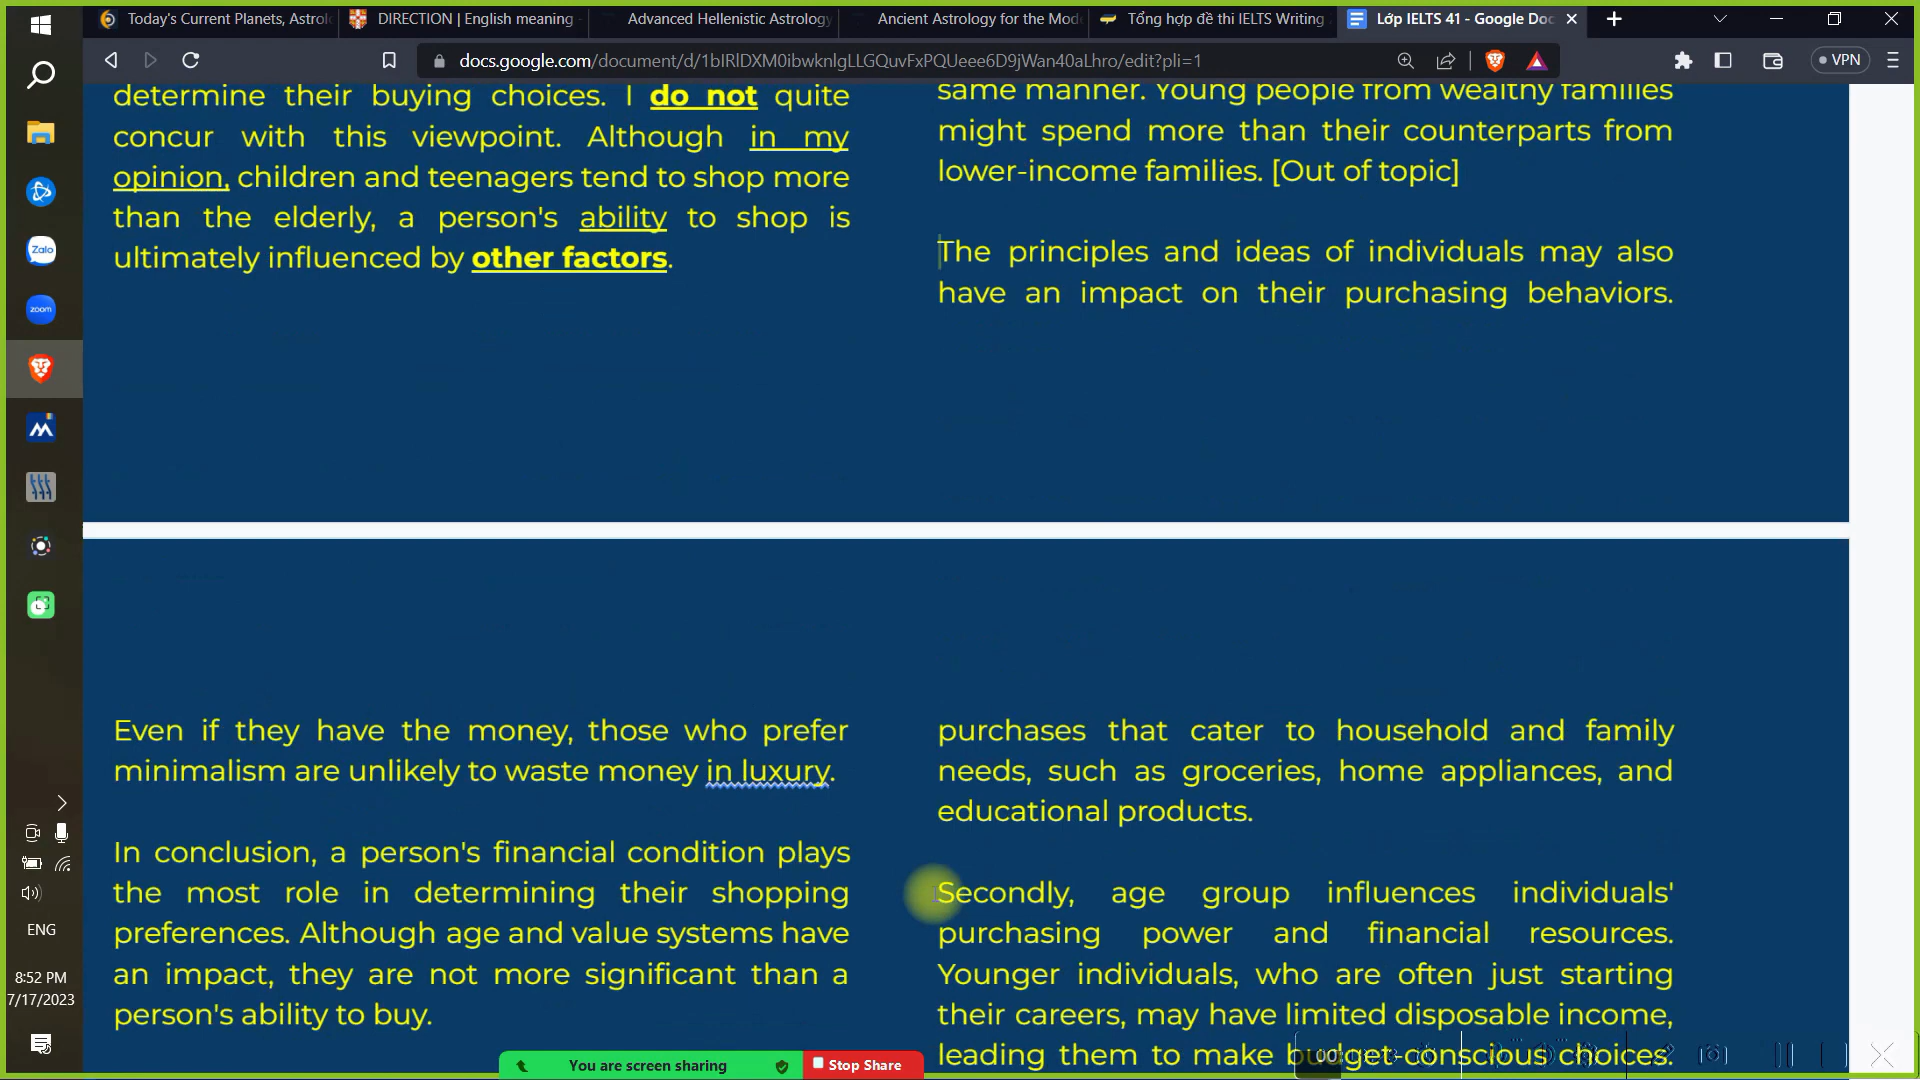 Today's Current Planets, Astrol
DIRECTION | English meaning
Advanced Hellenistic Astrology
Ancient Astrology for the Mod
Tổng hợp đề thi IELTS Writing
Lớp IELTS 41 - Google Doc
docs.google.com/document/d/1bIRlDXM0ibwknlgLLGQuvFxPQUeee6D9jWan40aLhro/edit?pli=1
VPN
determine their buying choices. I do not quite
concur with this viewpoint. Although in my
opinion, children and teenagers tend to shop more
than the elderly, a person's ability to shop is
ultimately influenced by other factors.
same manner. Young people from wealthy families
might spend more than their counterparts from
lower-income families. [Out of topic]
The principles and ideas of individuals may also
have an impact on their purchasing behaviors.
Even if they have the money, those who prefer
minimalism are unlikely to waste money in luxury.
In conclusion, a person's financial condition plays
the most role in determining their shopping
preferences. Although age and value systems have
an impact, they are not more significant than a
person's ability to buy.
purchases that cater to household and family
needs, such as groceries, home appliances, and
educational products.
Secondly, age group influences individuals'
purchasing power and financial resources.
Younger individuals, who are often just starting
their careers, may have limited disposable income,
leading them to make budget-conscious choices.
Zalo
zoom
ENG
8:52 PM
7/17/2023
You are screen sharing
Stop Share